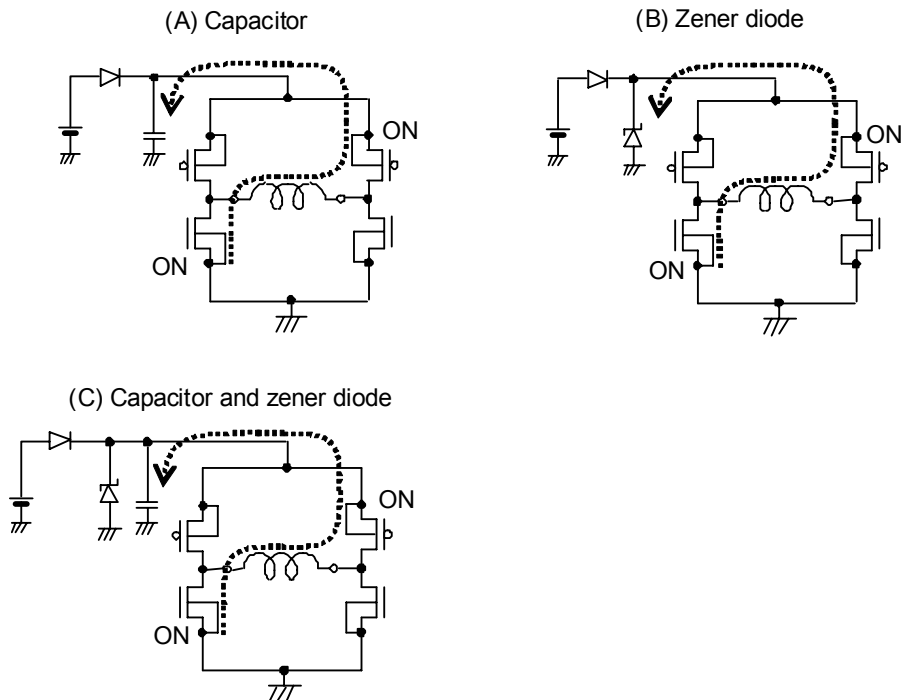 (A) Capacitor
(B) Zener diode
ON
ON
ON
ON
(C) Capacitor and zener diode
ON
ON